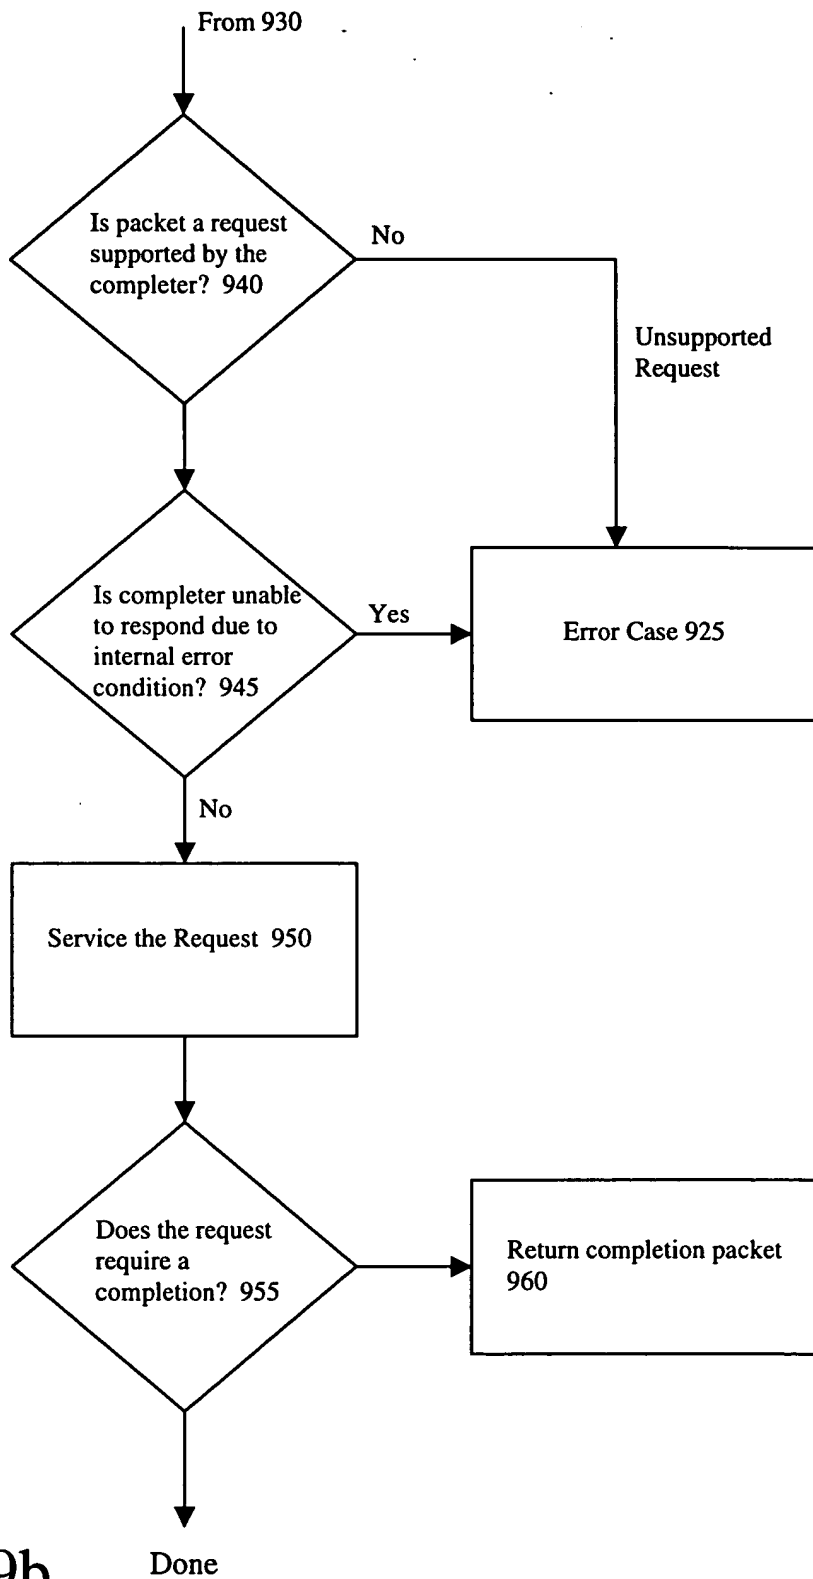 From 930
Is packet a request
supported by the
completer? 940
No
Unsupported
Request
Is completer unable
to respond due to
internal error
condition? 945
Yes
Error Case 925
No
Service the Request 950
Does the request
require a
completion? 955
Return completion packet
960
9b
Done